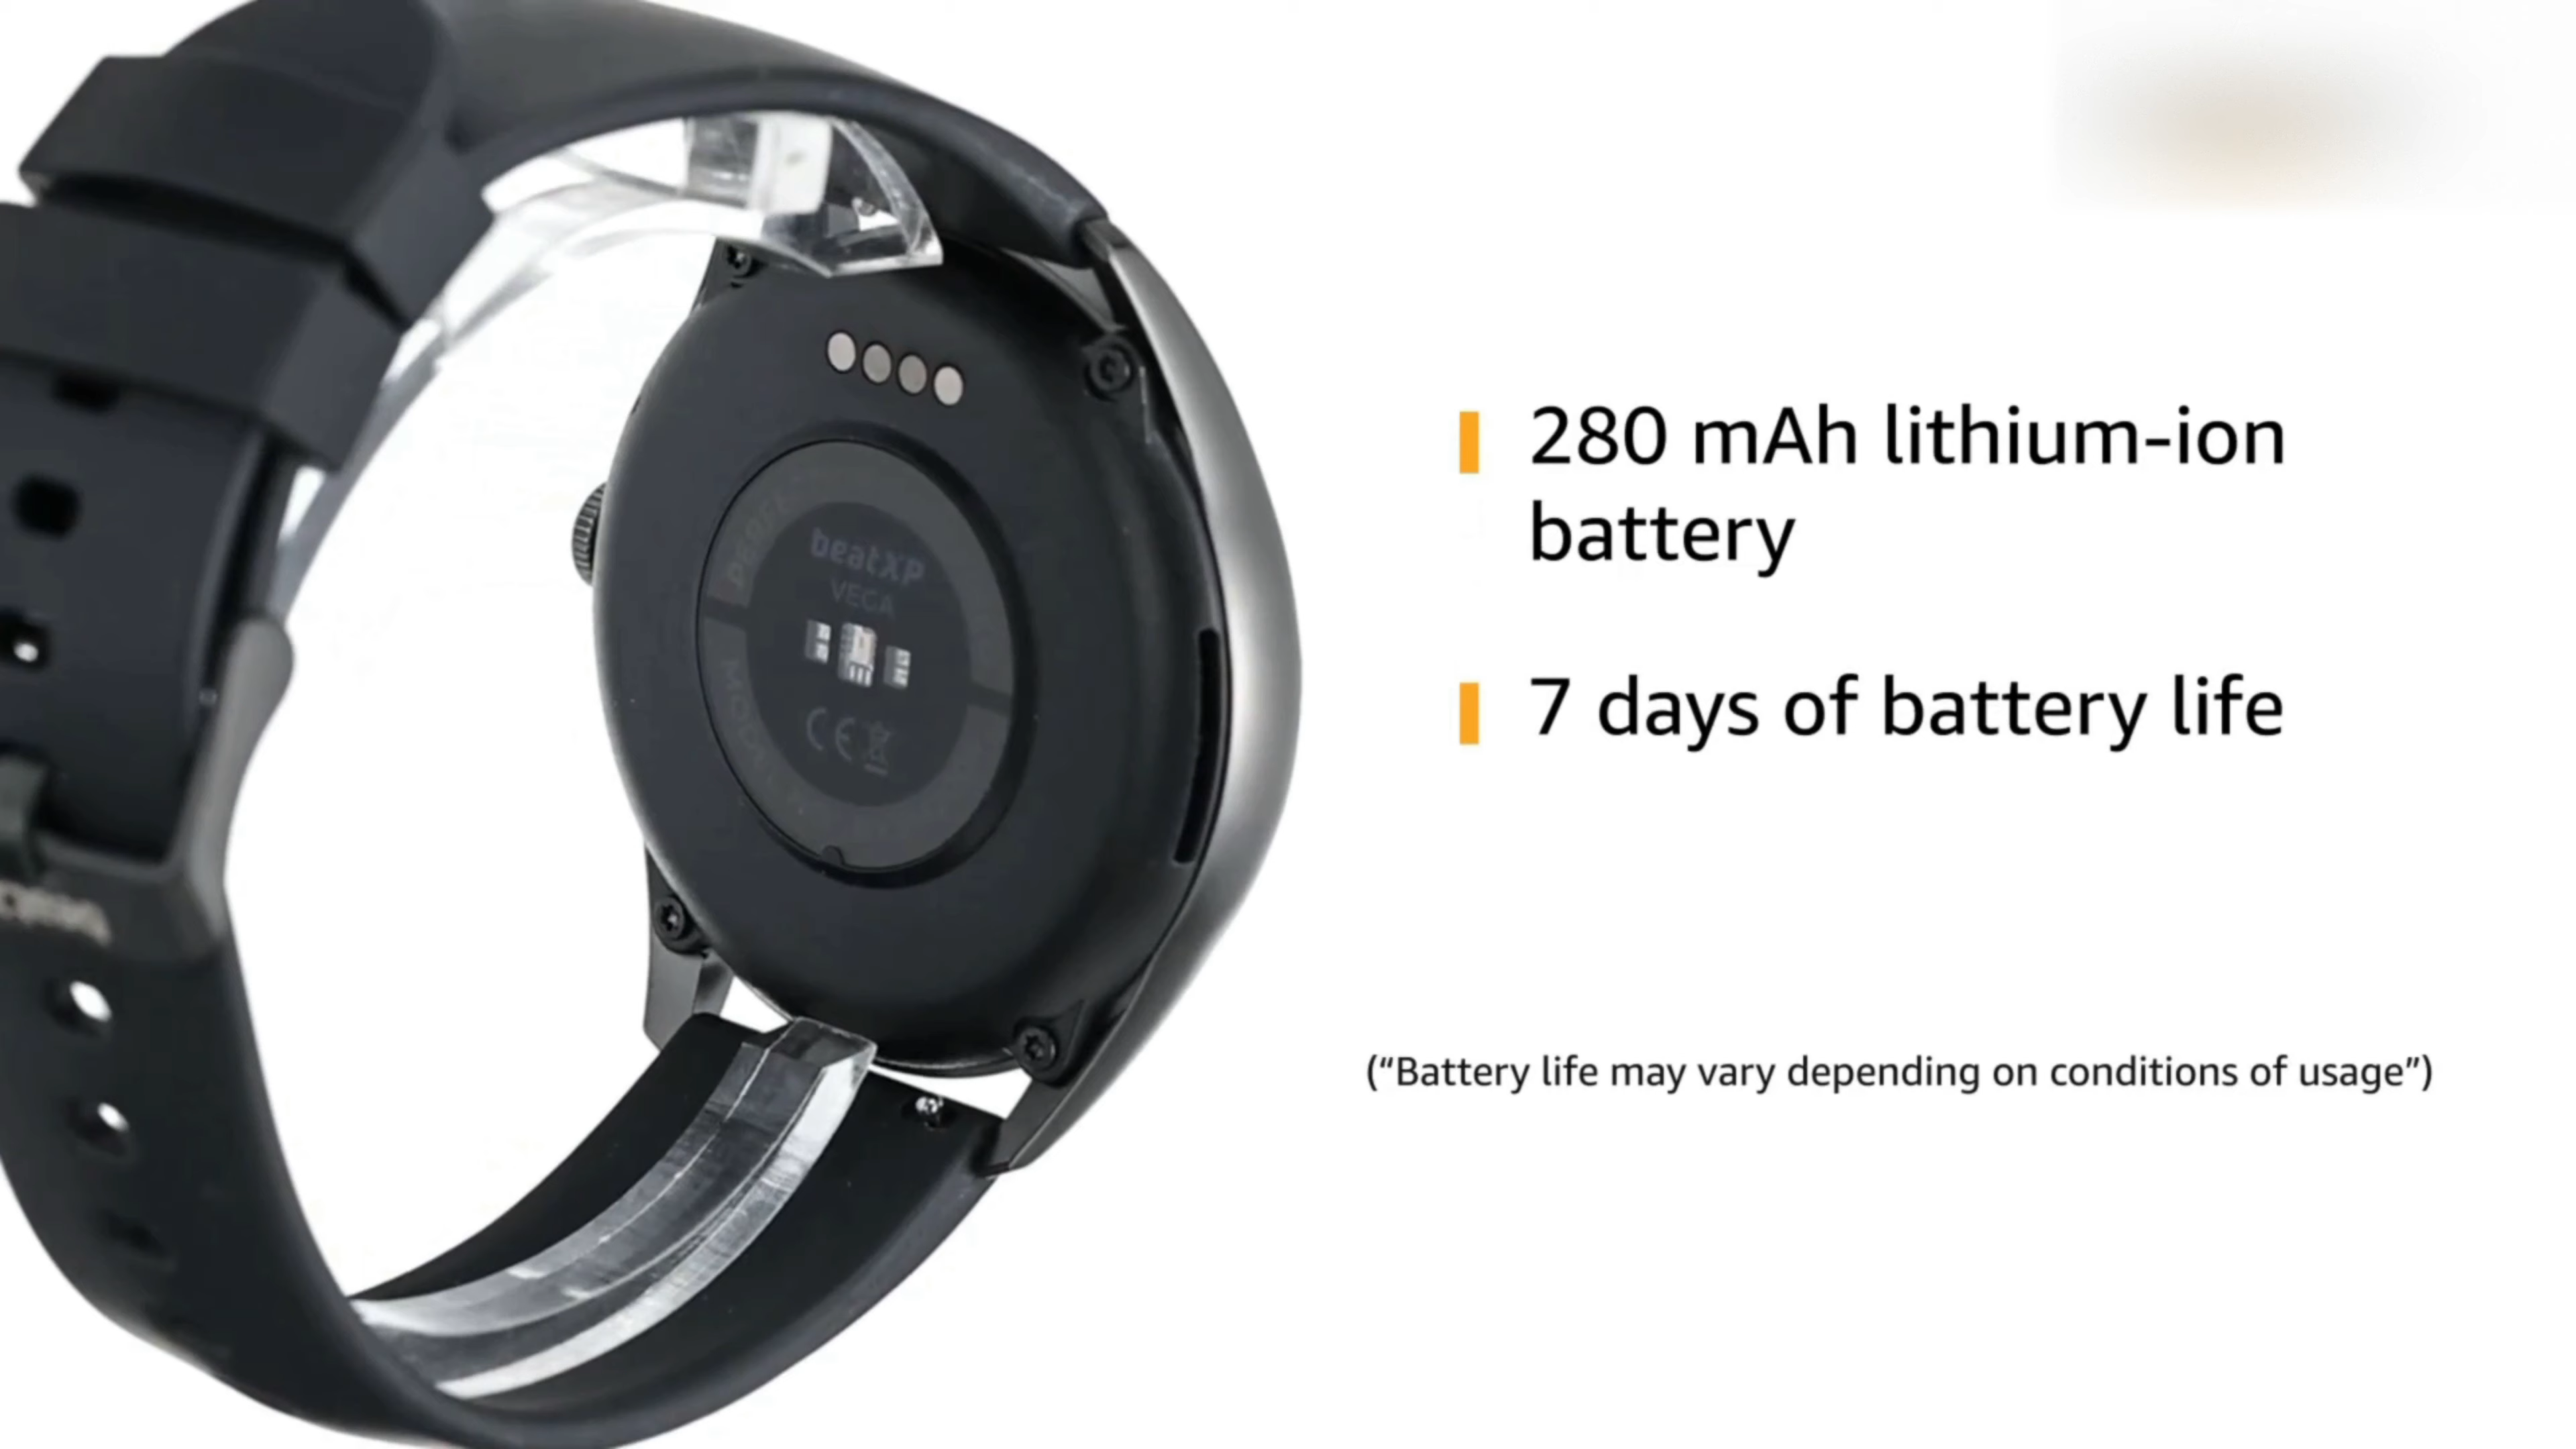 beatXP
VEGA
CE
280 mAh lithium-ion
battery
7 days of battery life
(“Battery life may vary depending on conditions of usage”)